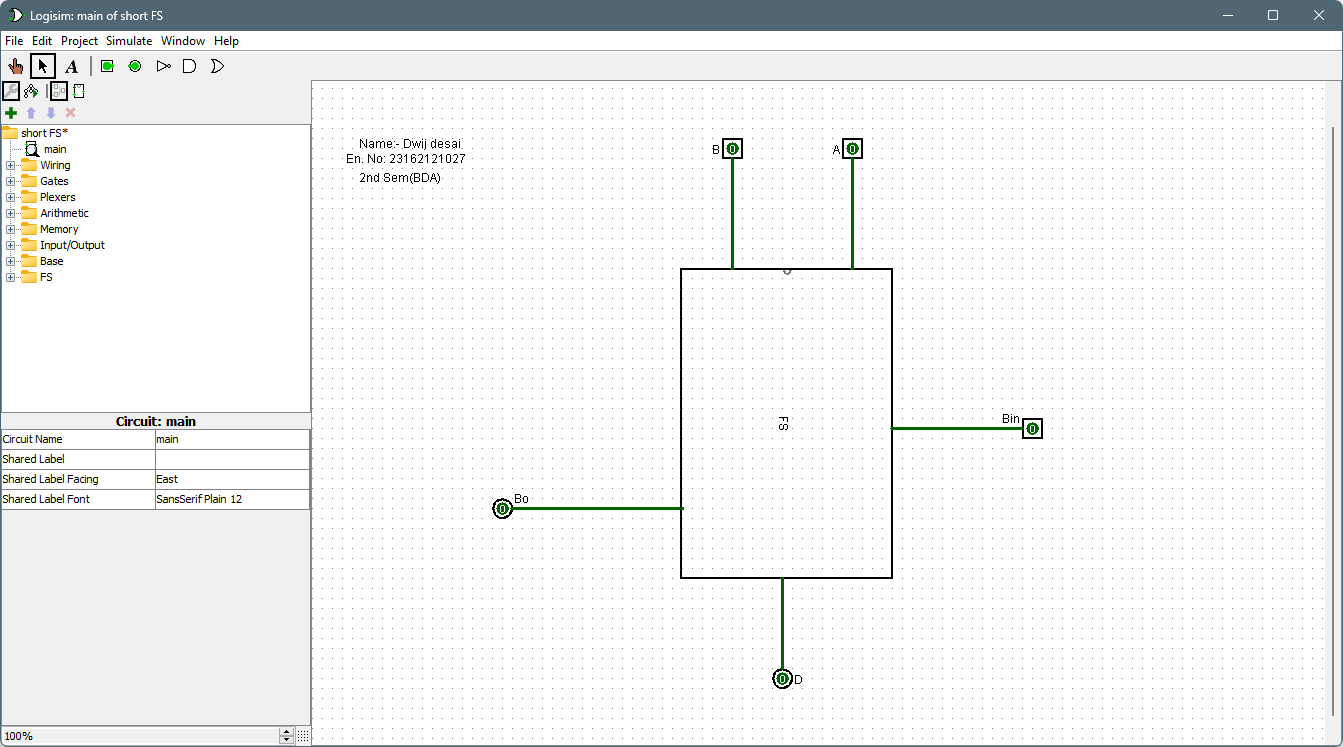 Logisim: main of short FS
File Edit Project Simulate Window Help
A
short FS*
main
Wiring
Gates
Plexers
Arithmetic
Memory
Input/Output
Base
FS
Circuit: main
Circuit Name main
Shared Label
Shared Label Facing East
Shared Label Font SansSerif Plain 12
100%
Name:- Dwij desai
En. No: 23162121027
2nd Sem(BDA)
B 0
A 0
FS
Bin 0
0 Bo
0 D